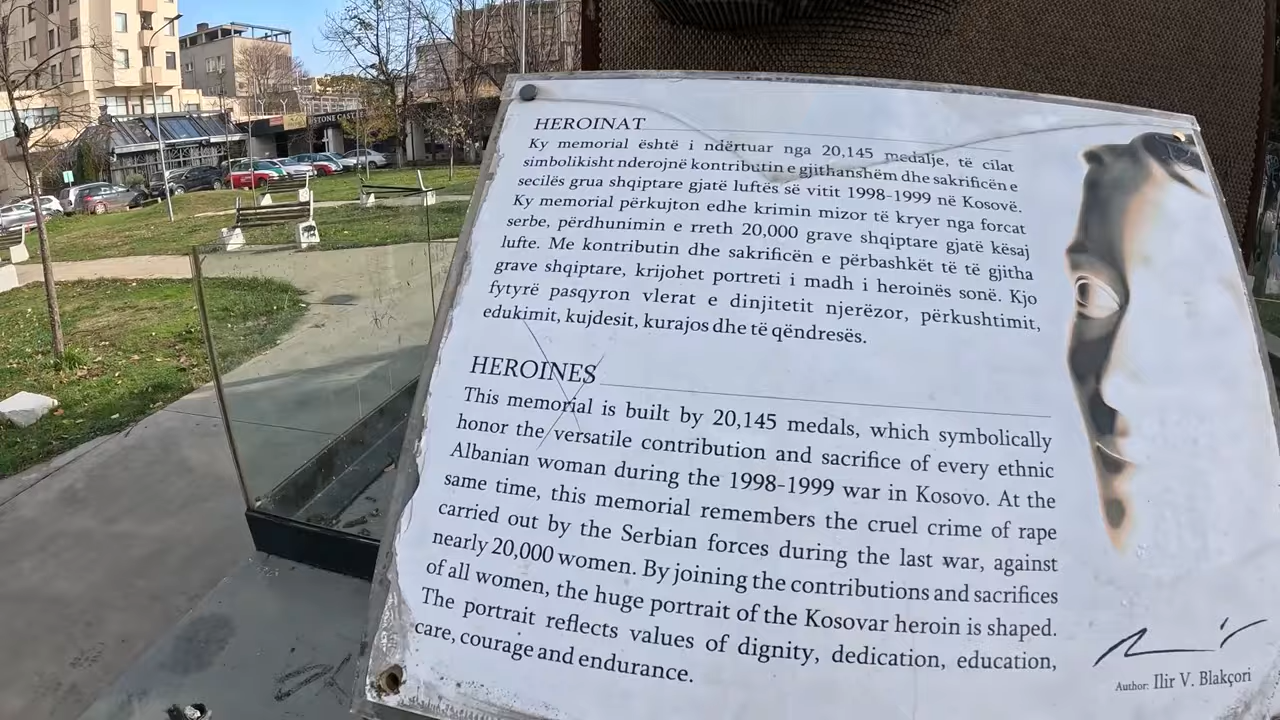 STONE CASTLE
HEROINAT
Ky memorial është i ndërtuar nga 20,145 medalje, të cilat
simbolikisht nderojnë kontributin e gjithanshëm dhe sakrificën e
secilës grua shqiptare gjatë luftës së vitit 1998-1999 në Kosovë.
Ky memorial përkujton edhe krimin mizor të kryer nga forcat
serbe, përdhunimin e rreth 20,000 grave shqiptare gjatë kësaj
lufte. Me kontributin dhe sakrificën e përbashkët të të gjitha
grave shqiptare, krijohet portreti i madh i heroinës sonë. Kjo
fytyrë pasqyron vlerat e dinjitetit njerëzor, përkushtimit,
edukimit, kujdesit, kurajos dhe të qëndresës.
HEROINES
This memorial is built by 20,145 medals, which symbolically
honor the versatile contribution and sacrifice of every ethnic
Albanian woman during the 1998-1999 war in Kosovo. At the
same time, this memorial remembers the cruel crime of rape
carried out by the Serbian forces during the last war, against
nearly 20,000 women. By joining the contributions and sacrifices
of all women, the huge portrait of the Kosovar heroin is shaped.
The portrait reflects values of dignity, dedication, education,
care, courage and endurance.
Author: Ilir V. Blakçori